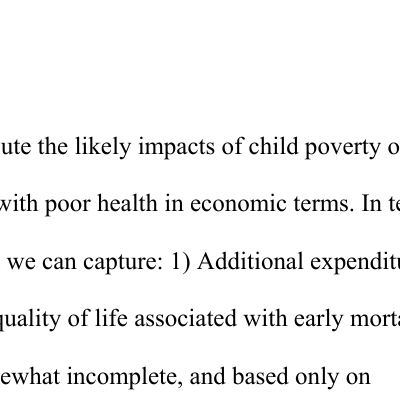 ute the likely impacts of child poverty o
with poor health in economic terms. In te
we can capture: 1) Additional expenditu
quality of life associated with early morta
ewhat incomplete, and based only on